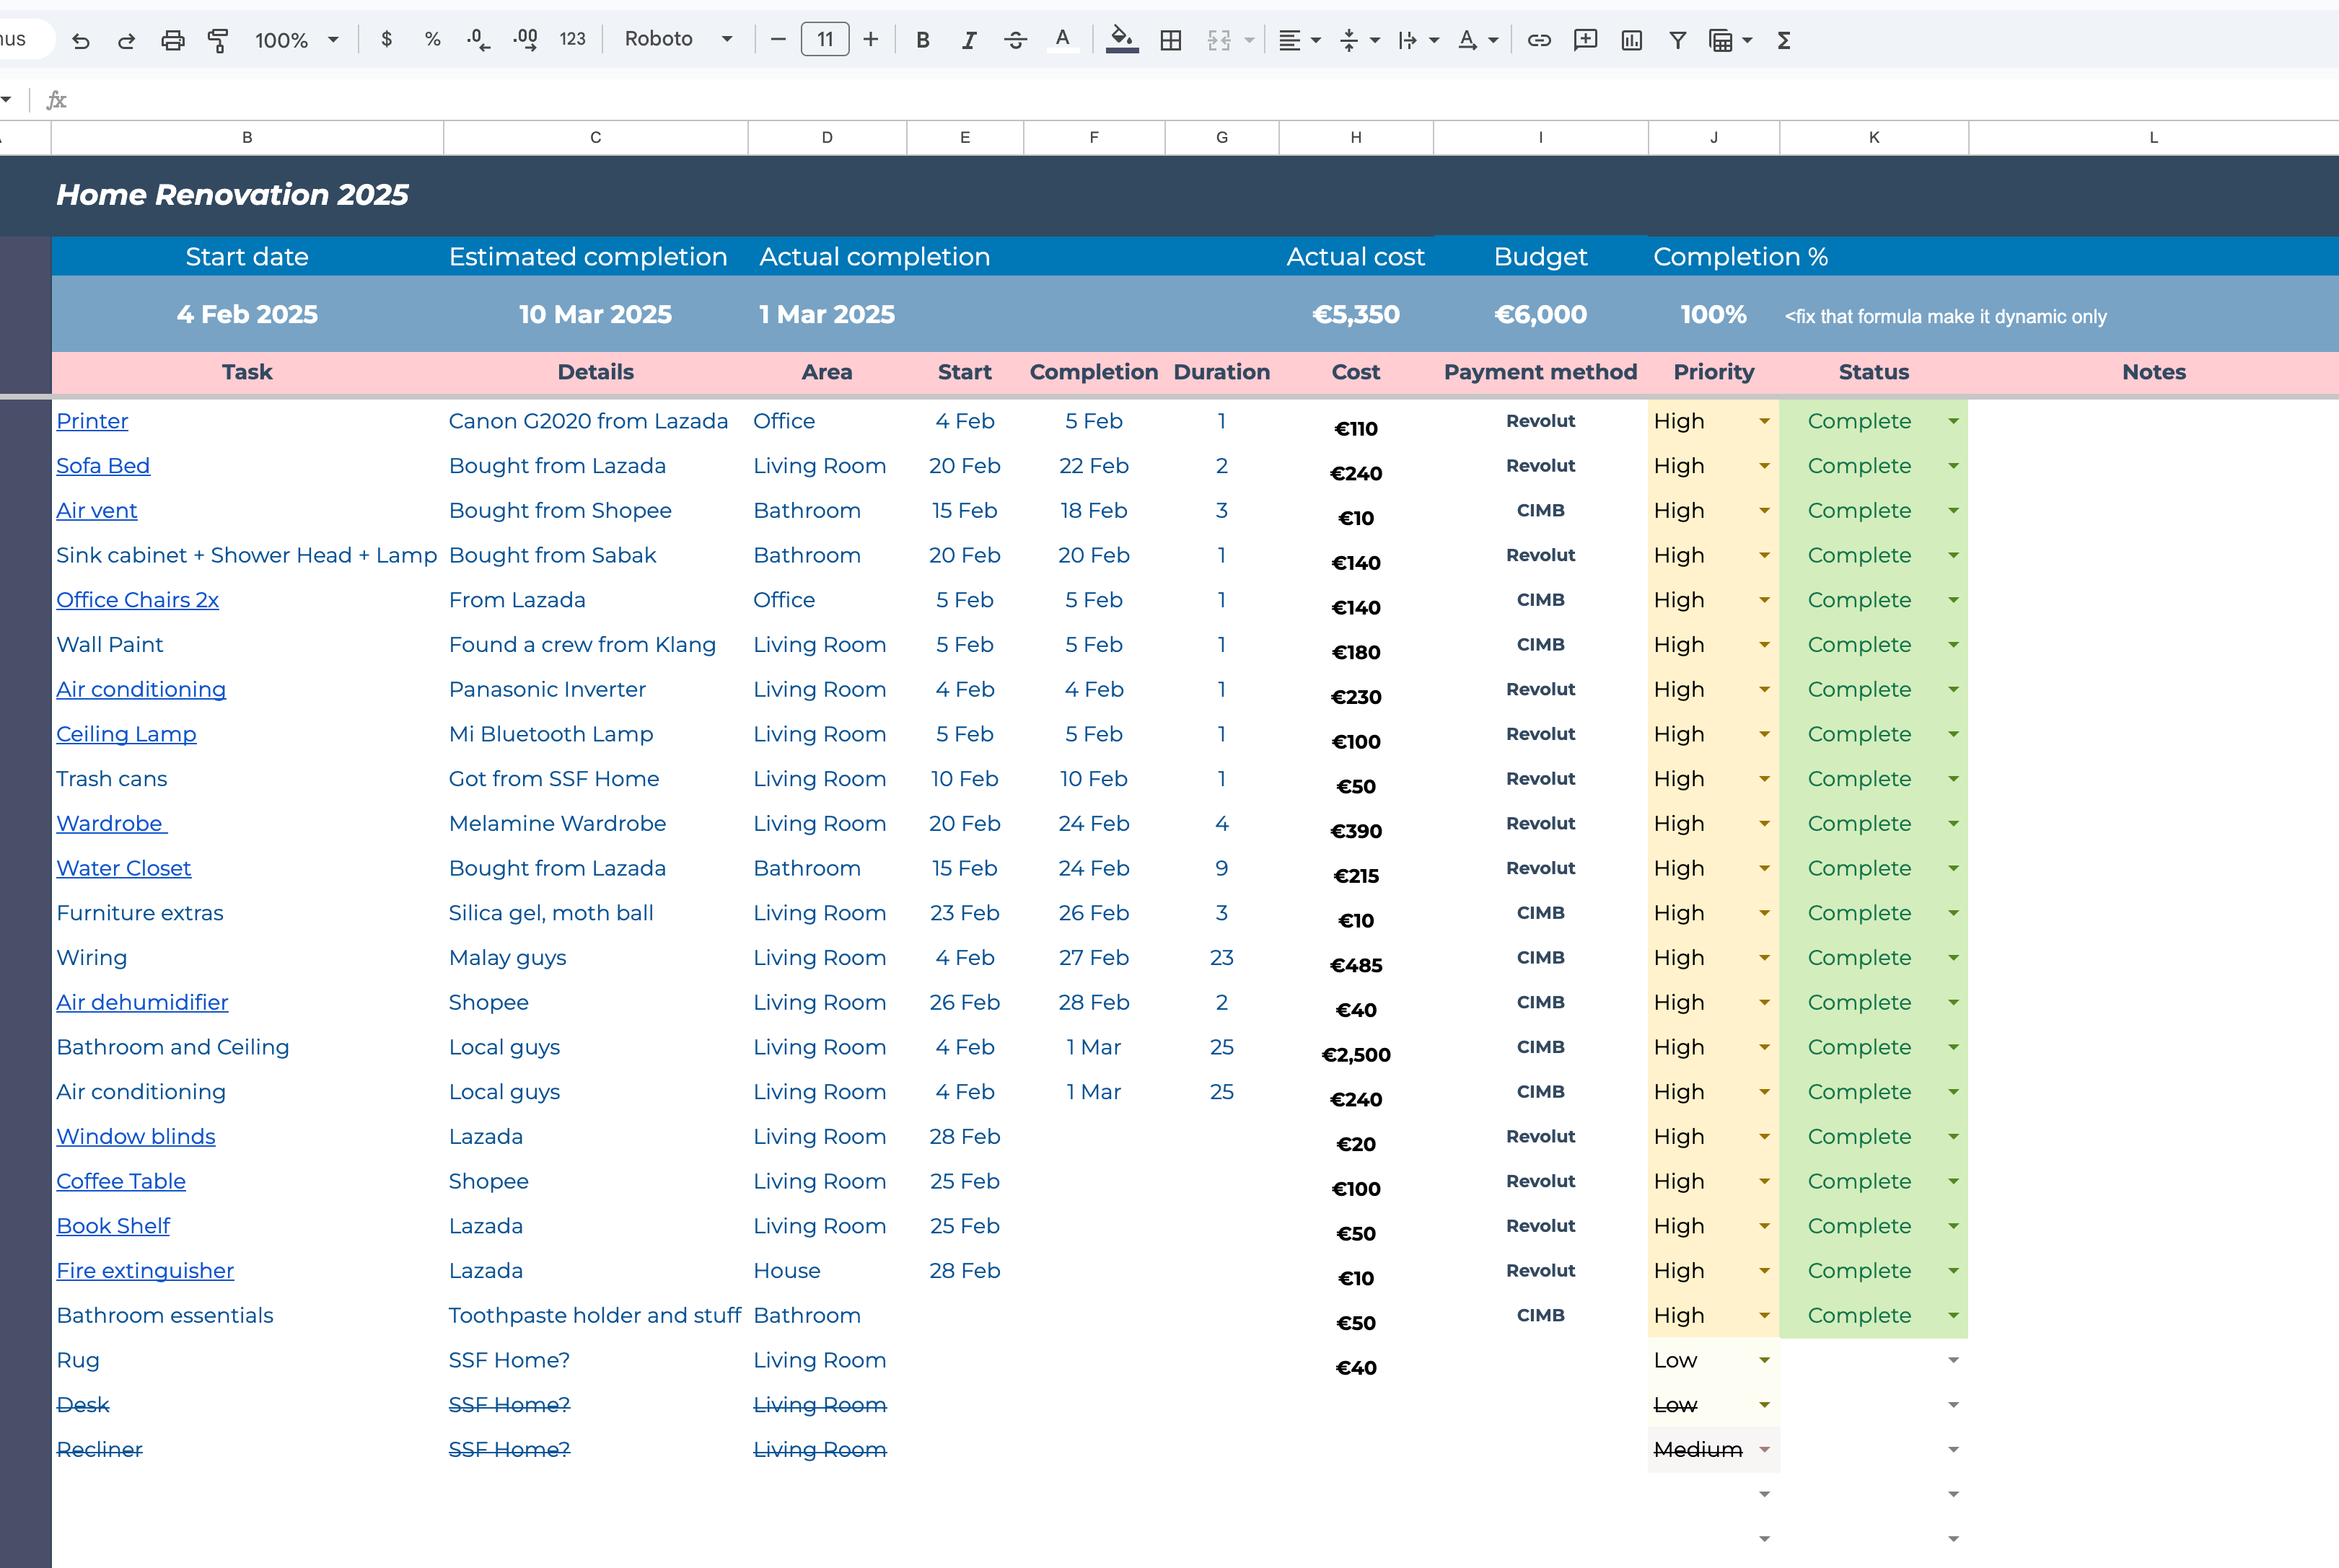 nus 100% $ % .0 .00 123 Roboto 11 B I S A Σ
fx
B C D E F G H I J K L
Home Renovation 2025
Start date Estimated completion Actual completion Actual cost Budget Completion %
4 Feb 2025 10 Mar 2025 1 Mar 2025 €5,350 €6,000 100% <fix that formula make it dynamic only
Task Details Area Start Completion Duration Cost Payment method Priority Status Notes
Printer Canon G2020 from Lazada Office 4 Feb 5 Feb 1 €110 Revolut High Complete
Sofa Bed Bought from Lazada Living Room 20 Feb 22 Feb 2 €240 Revolut High Complete
Air vent Bought from Shopee Bathroom 15 Feb 18 Feb 3 €10 CIMB High Complete
Sink cabinet + Shower Head + Lamp Bought from Sabak Bathroom 20 Feb 20 Feb 1 €140 Revolut High Complete
Office Chairs 2x From Lazada Office 5 Feb 5 Feb 1 €140 CIMB High Complete
Wall Paint Found a crew from Klang Living Room 5 Feb 5 Feb 1 €180 CIMB High Complete
Air conditioning Panasonic Inverter Living Room 4 Feb 4 Feb 1 €230 Revolut High Complete
Ceiling Lamp Mi Bluetooth Lamp Living Room 5 Feb 5 Feb 1 €100 Revolut High Complete
Trash cans Got from SSF Home Living Room 10 Feb 10 Feb 1 €50 Revolut High Complete
Wardrobe Melamine Wardrobe Living Room 20 Feb 24 Feb 4 €390 Revolut High Complete
Water Closet Bought from Lazada Bathroom 15 Feb 24 Feb 9 €215 Revolut High Complete
Furniture extras Silica gel, moth ball Living Room 23 Feb 26 Feb 3 €10 CIMB High Complete
Wiring Malay guys Living Room 4 Feb 27 Feb 23 €485 CIMB High Complete
Air dehumidifier Shopee Living Room 26 Feb 28 Feb 2 €40 CIMB High Complete
Bathroom and Ceiling Local guys Living Room 4 Feb 1 Mar 25 €2,500 CIMB High Complete
Air conditioning Local guys Living Room 4 Feb 1 Mar 25 €240 CIMB High Complete
Window blinds Lazada Living Room 28 Feb €20 Revolut High Complete
Coffee Table Shopee Living Room 25 Feb €100 Revolut High Complete
Book Shelf Lazada Living Room 25 Feb €50 Revolut High Complete
Fire extinguisher Lazada House 28 Feb €10 Revolut High Complete
Bathroom essentials Toothpaste holder and stuff Bathroom €50 CIMB High Complete
Rug SSF Home? Living Room €40 Low
Desk SSF Home? Living Room Low
Recliner SSF Home? Living Room Medium